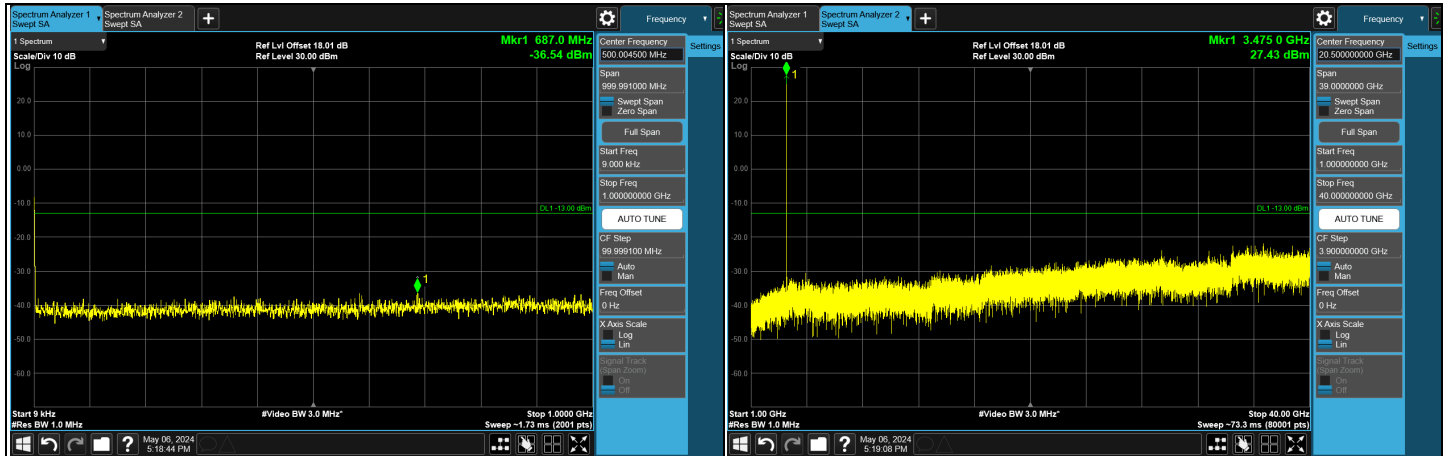 Spectrum Analyzer 1
Swept SA
Spectrum Analyzer 2
Swept SA
+
Frequency
1 Spectrum
Scale/Div 10 dB
Log
Ref Lvl Offset 18.01 dB
Ref Level 30.00 dBm
Mkr1 687.0 MHz
-36.54 dBm
20.0
10.0
0.00
-10.0
-20.0
-30.0
-40.0
-50.0
-60.0
DL1 -13.00 dBm
1
Start 9 kHz
#Res BW 1.0 MHz
#Video BW 3.0 MHz*
Stop 1.0000 GHz
Sweep ~1.73 ms (2001 pts)
Center Frequency
500.004500 MHz
Span
999.991000 MHz
Swept Span
Zero Span
Full Span
Start Freq
9.000 kHz
Stop Freq
1.000000000 GHz
AUTO TUNE
CF Step
99.999100 MHz
Auto
Man
Freq Offset
0 Hz
X Axis Scale
Log
Lin
Signal Track
(Span Zoom)
On
Off
Settings
?
May 06, 2024
5:18:44 PM
Spectrum Analyzer 1
Swept SA
Spectrum Analyzer 2
Swept SA
+
Frequency
1 Spectrum
Scale/Div 10 dB
Log
Ref Lvl Offset 18.01 dB
Ref Level 30.00 dBm
Mkr1 3.475 0 GHz
27.43 dBm
1
20.0
10.0
0.00
-10.0
-20.0
-30.0
-40.0
-50.0
-60.0
DL1 -13.00 dBm
Start 1.00 GHz
#Res BW 1.0 MHz
#Video BW 3.0 MHz*
Stop 40.00 GHz
Sweep ~73.3 ms (80001 pts)
Center Frequency
20.500000000 GHz
Span
39.0000000 GHz
Swept Span
Zero Span
Full Span
Start Freq
1.000000000 GHz
Stop Freq
40.000000000 GHz
AUTO TUNE
CF Step
3.900000000 GHz
Auto
Man
Freq Offset
0 Hz
X Axis Scale
Log
Lin
Signal Track
(Span Zoom)
On
Off
Settings
?
May 06, 2024
5:19:08 PM